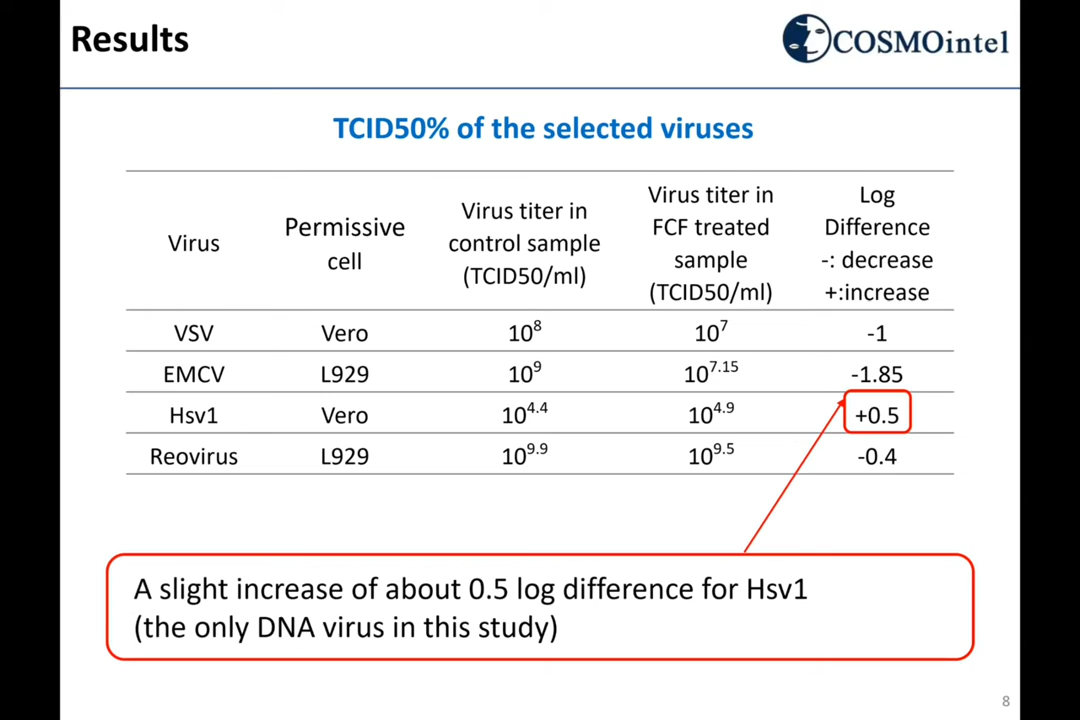 Results
COSMOintel
TCID50% of the selected viruses
Virus
Permissive
cell
Virus titer in
control sample
(TCID50/ml)
Virus titer in
FCF treated
sample
(TCID50/ml)
Log
Difference
-: decrease
+:increase
VSV Vero 10⁸ 10⁷ -1
EMCV L929 10⁹ 10⁷·¹⁵ -1.85
Hsv1 Vero 10⁴·⁴ 10⁴·⁹ +0.5
Reovirus L929 10⁹·⁹ 10⁹·⁵ -0.4
A slight increase of about 0.5 log difference for Hsv1
(the only DNA virus in this study)
8